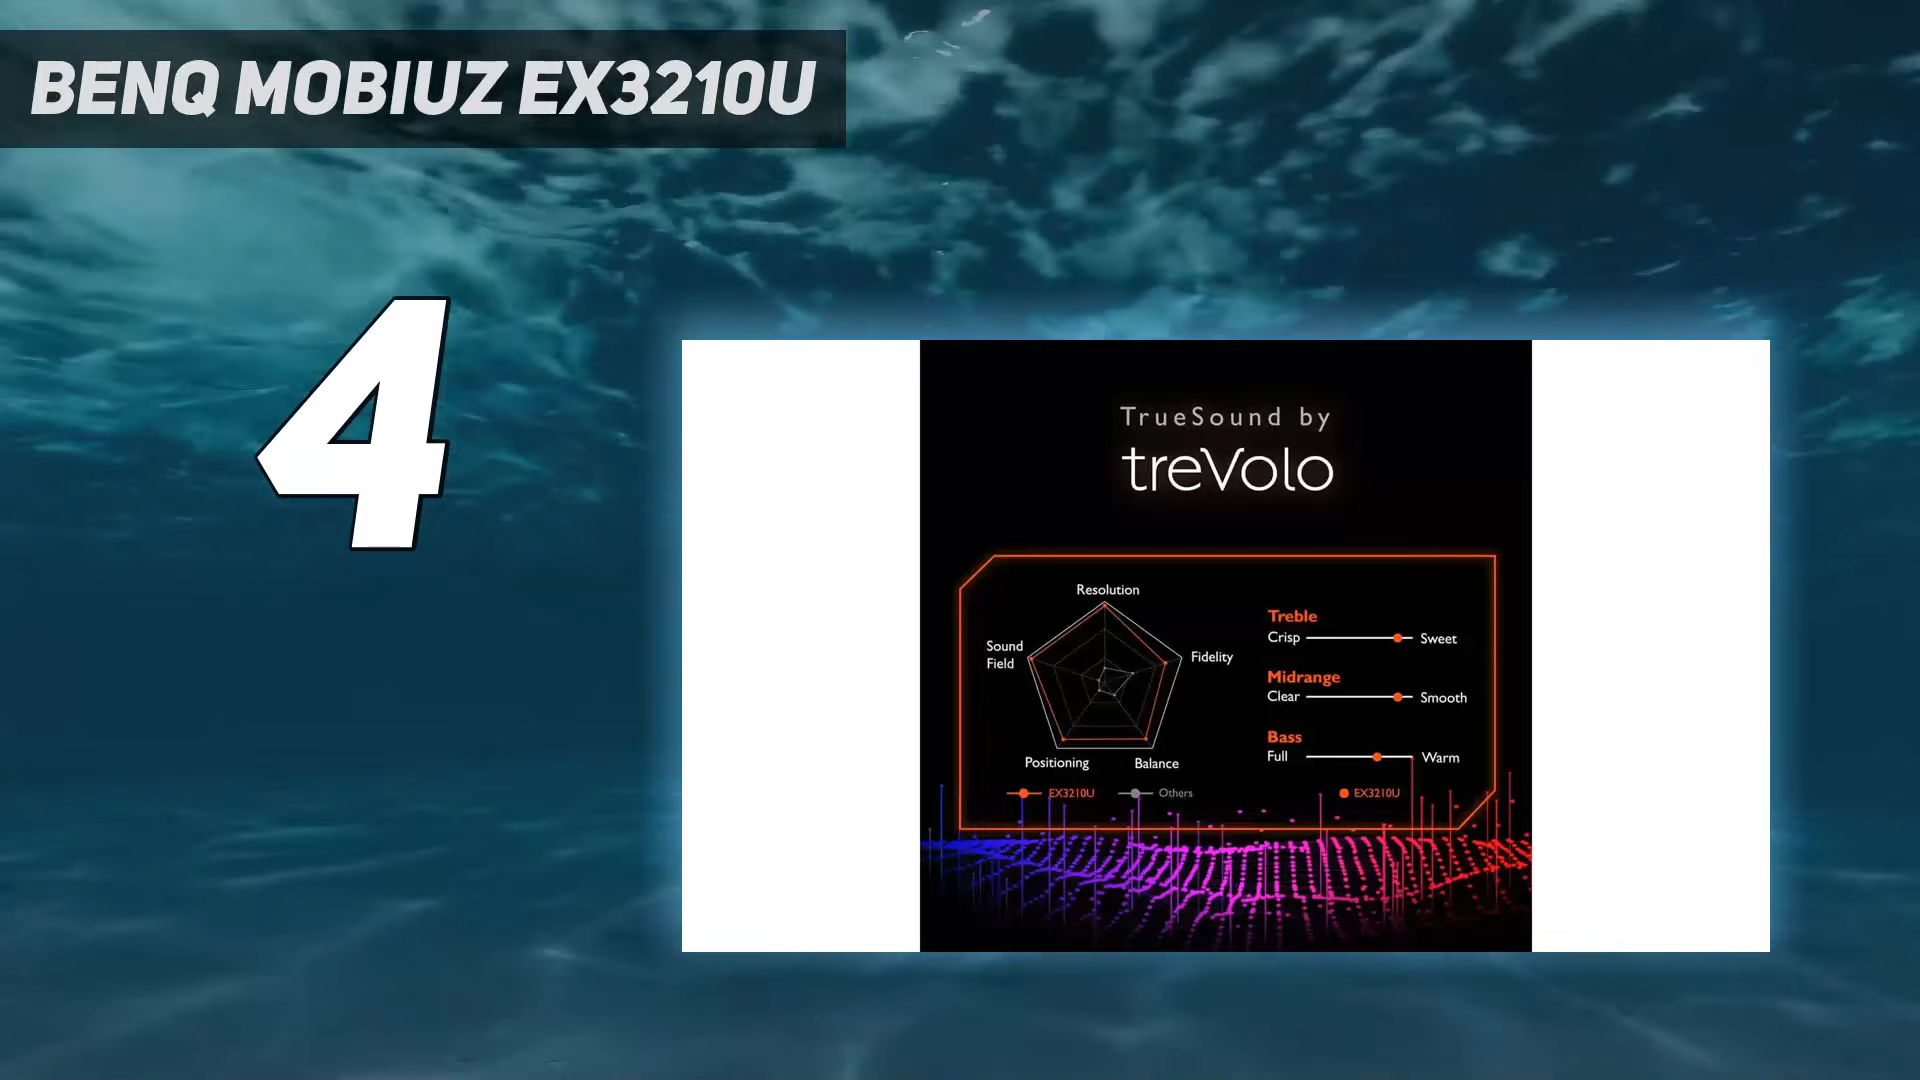 BENQ MOBIUZ EX3210U
4
TrueSound by
treVolo
Resolution
Sound
Field
Fidelity
Positioning
Balance
EX3210U
Others
Treble
Crisp
Sweet
Midrange
Clear
Smooth
Bass
Full
Warm
EX3210U